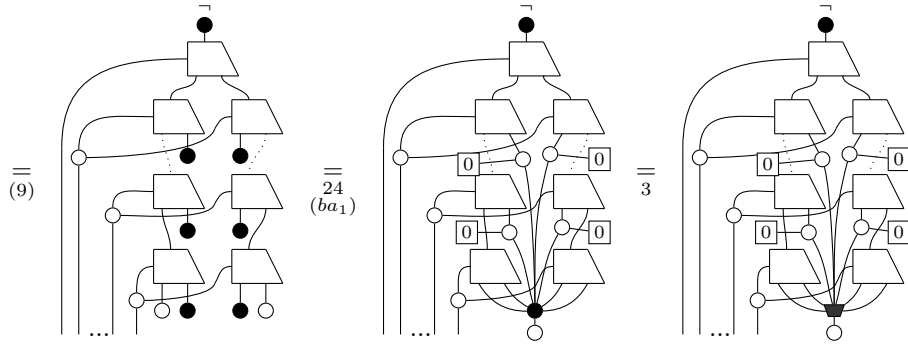 ¬ ¬ ¬
0 0
0 0
= = =
(9) 24 3
(ba₁)
0 0
0 0
... ... ...